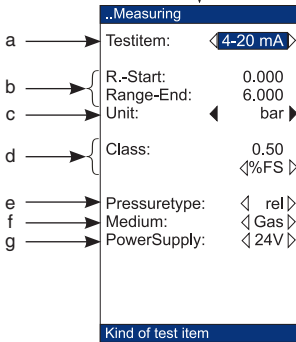 ..Measuring
a Testitem: 4-20 mA
b R.-Start: 0.000
Range-End: 6.000
c Unit: bar
d Class: 0.50
%FS
e Pressuretype: rel
f Medium: Gas
g PowerSupply: 24V
Kind of test item